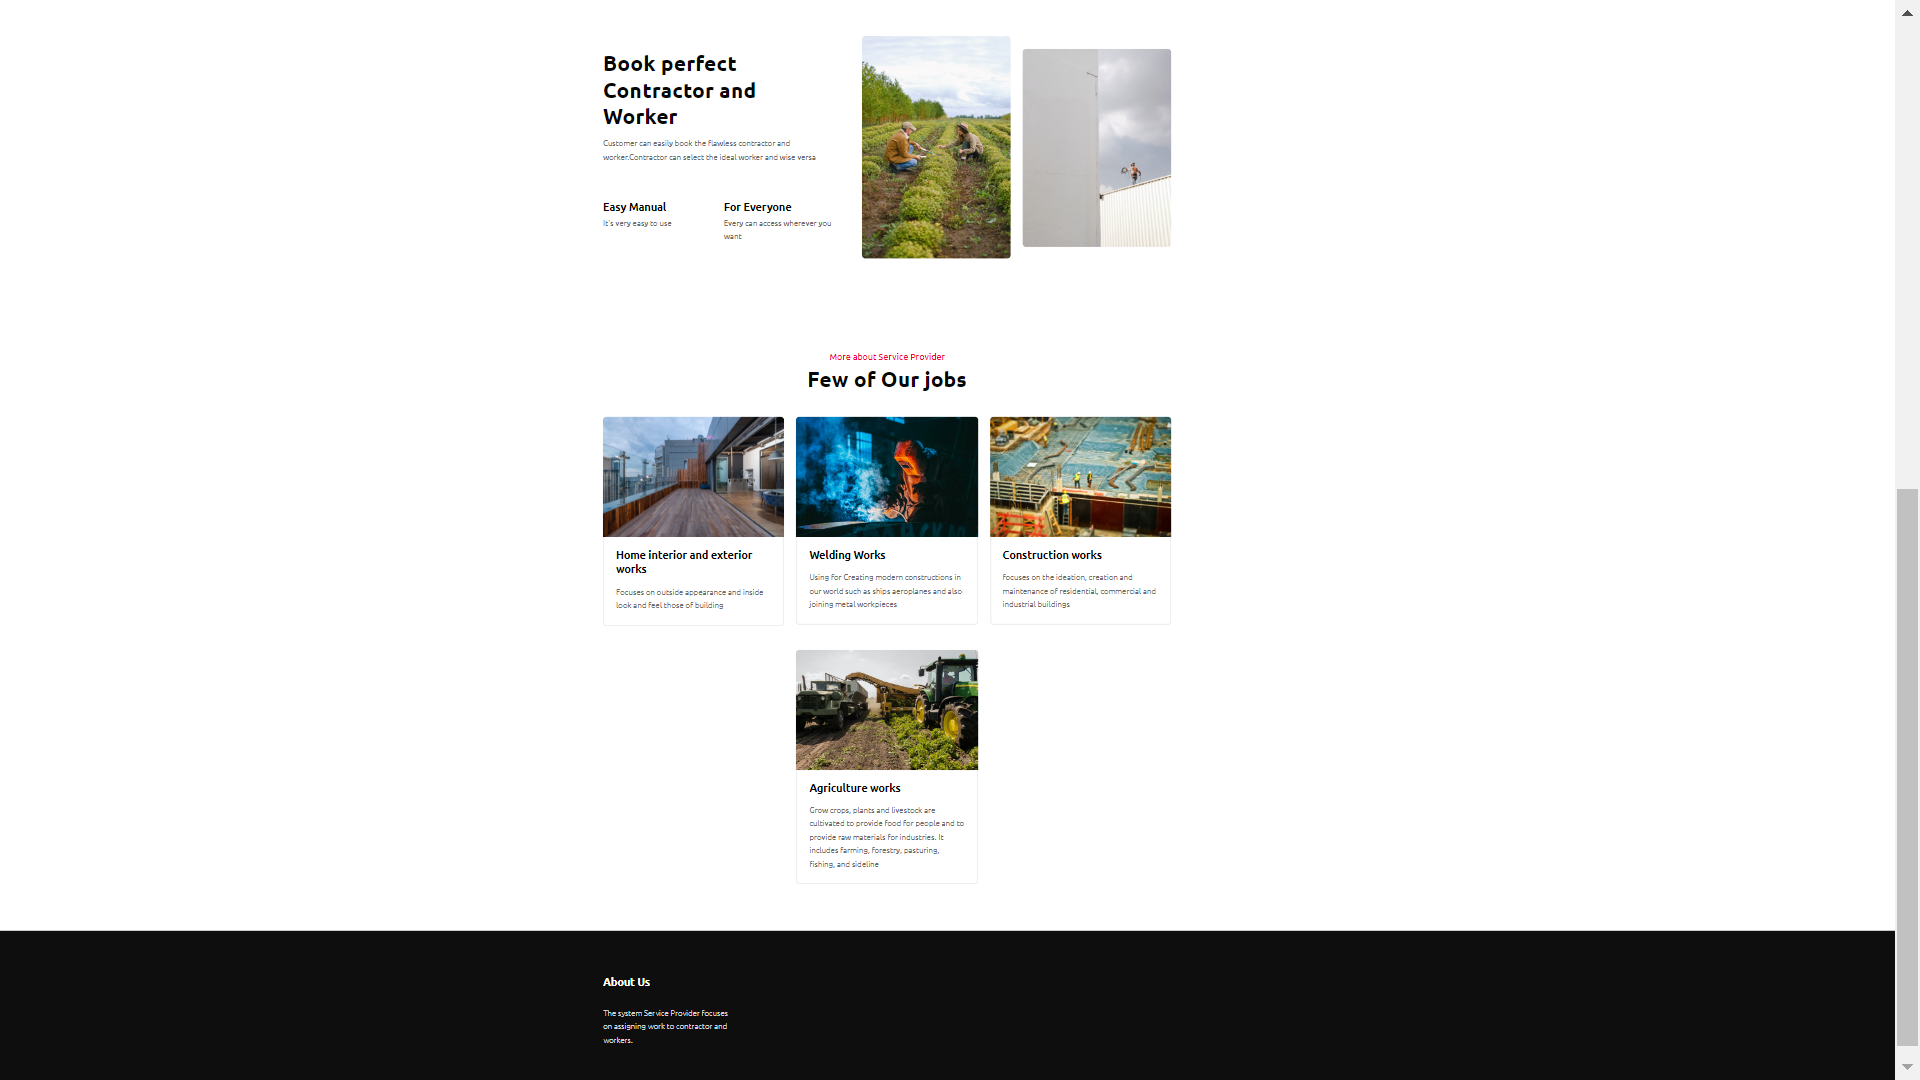 Book perfect
Contractor and
Worker
Customer can easily book the flawless contractor and
worker.Contractor can select the ideal worker and wise versa
Easy Manual
It's very easy to use
For Everyone
Every can access wherever you
want
More about Service Provider
Few of Our jobs
Home interior and exterior
works
Focuses on outside appearance and inside
look and feel those of building
Welding Works
Using for Creating modern constructions in
our world such as ships aeroplanes and also
joining metal workpieces
Construction works
focuses on the ideation, creation and
maintenance of residential, commercial and
industrial buildings
Agriculture works
Grow crops, plants and livestock are
cultivated to provide food for people and to
provide raw materials for industries. It
includes farming, forestry, pasturing,
fishing, and sideline
About Us
The system Service Provider focuses
on assigning work to contractor and
workers.